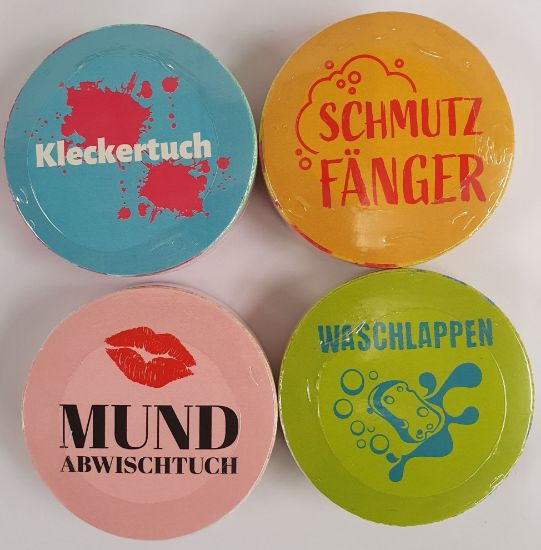 Kleckertuch
SCHMUTZ
FÄNGER
MUND
ABWISCHTUCH
WASCHLAPPEN